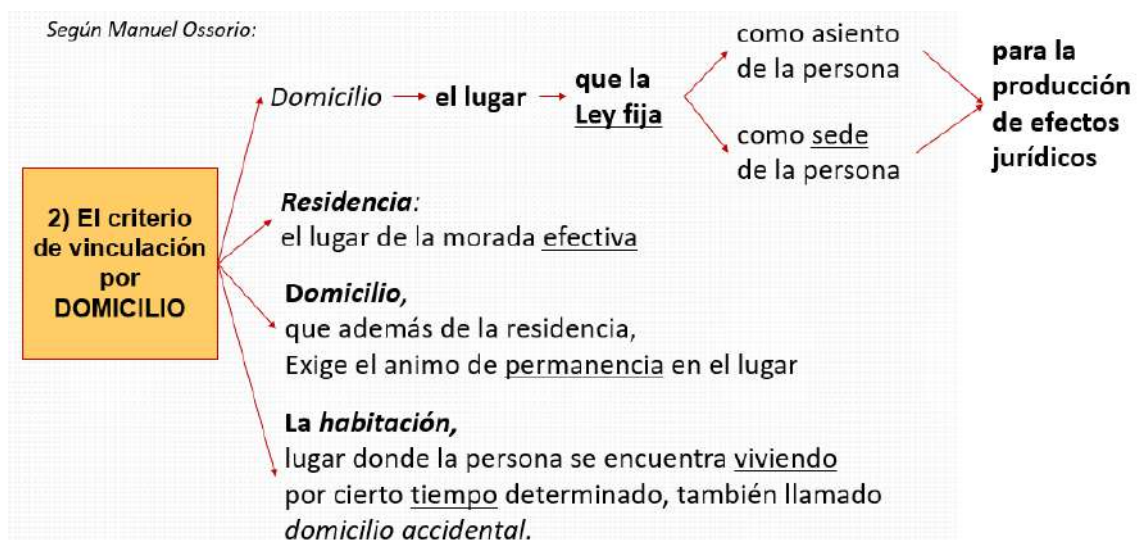 Según Manuel Ossorio:
2) El criterio
de vinculación
por
DOMICILIO
Domicilio
el lugar
que la
Ley fija
como asiento
de la persona
como sede
de la persona
para la
producción
de efectos
jurídicos
Residencia:
el lugar de la morada efectiva
Domicilio,
que además de la residencia,
Exige el animo de permanencia en el lugar
La habitación,
lugar donde la persona se encuentra viviendo
por cierto tiempo determinado, también llamado
domicilio accidental.